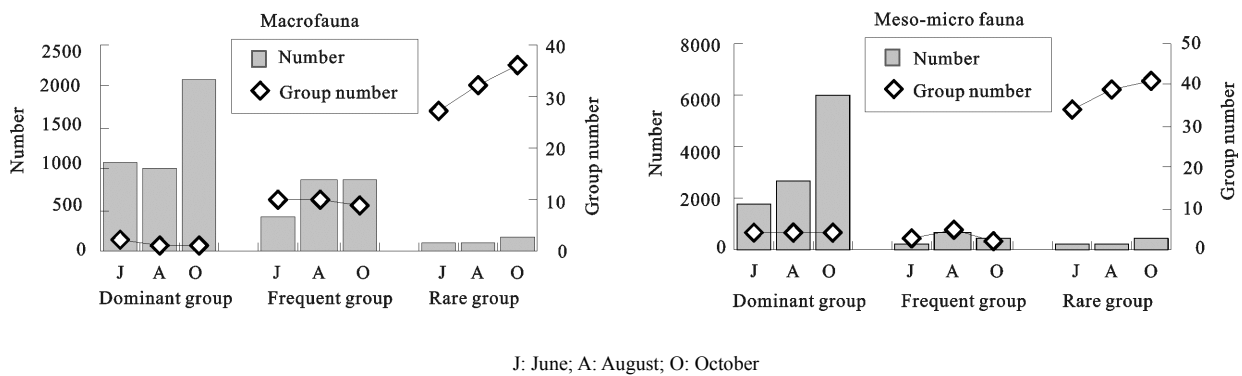 Macrofauna
2500
2000
1500
1000
500
0
Number
Number
Group number
40
30
20
10
0
Group number
J A O J A O J A O
Dominant group Frequent group Rare group
Meso-micro fauna
8000
6000
4000
2000
0
Number
Number
Group number
50
40
30
20
10
0
Group number
J A O J A O J A O
Dominant group Frequent group Rare group
J: June; A: August; O: October